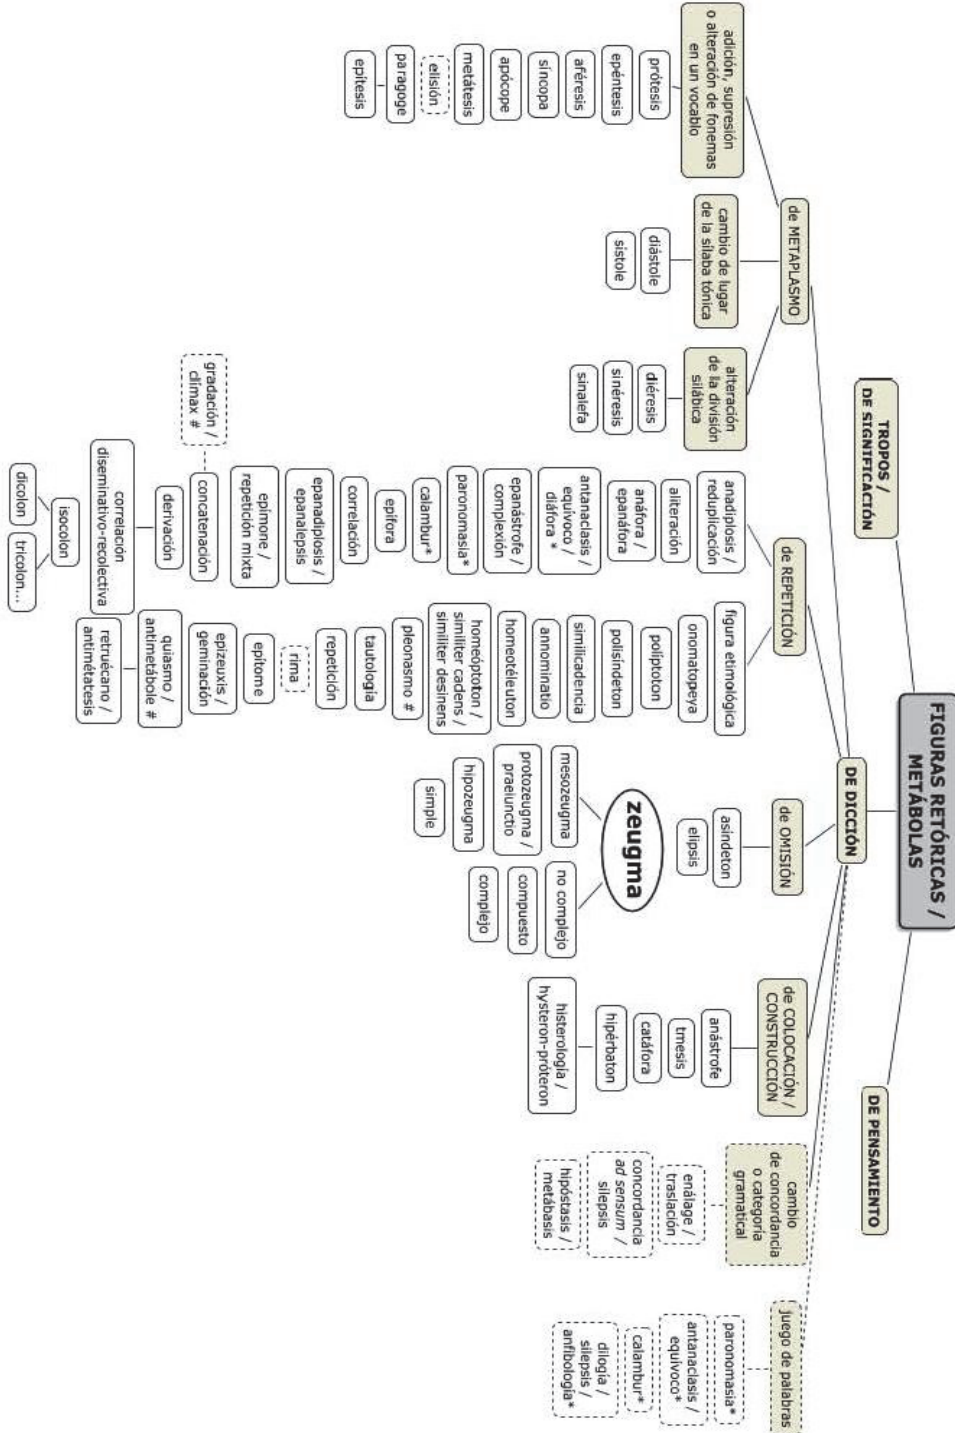 FIGURAS RETÓRICAS /
METÁBOLAS
TROPOS /
DE SIGNIFICACIÓN
DE DICCIÓN
DE PENSAMIENTO
de METAPLASMO
adición, supresión
o alteración de fonemas
en un vocablo
prótesis
epéntesis
aféresis
síncopa
apócope
metátesis
elisión
paragoge
epítesis
cambio de lugar
de la sílaba tónica
diástole
sístole
alteración
de la división
silábica
diéresis
sinéresis
sinalefa
de REPETICIÓN
anadiplosis /
reduplicación
aliteración
anáfora /
epanáfora
antanaclasis /
equívoco /
diáfora *
epanástrofe /
complexión
paronomasia*
calambur*
epífora
correlación
epanadiplosis /
epanalepsis
epímone /
repetición mixta
concatenación
gradación /
clímax #
derivación
correlación
diseminativo-recolectiva
isocolon
dicolon
tricolon...
figura etimológica
onomatopeya
políptoton
polisíndeton
similicadencia
annominatio
homeotéleuton
homeóptoton /
similiter cadens /
similiter desinens
pleonasmo #
tautología
repetición
rima
epítome
epizeuxis /
geminación
quiasmo /
antimetábole #
retruécano /
antimétatesis
de OMISIÓN
asíndeton
elipsis
zeugma
mesozeugma
protozeugma /
praeiunctio
hipozeugma
simple
no complejo
compuesto
complejo
de COLOCACIÓN /
CONSTRUCCIÓN
anástrofe
tmesis
catáfora
hipérbaton
histerología /
hysteron-próteron
cambio
de concordancia
o categoría
gramatical
enálage /
traslación
concordancia
ad sensum /
silepsis
hipóstasis /
metábasis
juego de palabras
paronomasia*
antanaclasis /
equívoco*
calambur*
dilogía /
silepsis /
anfibología*